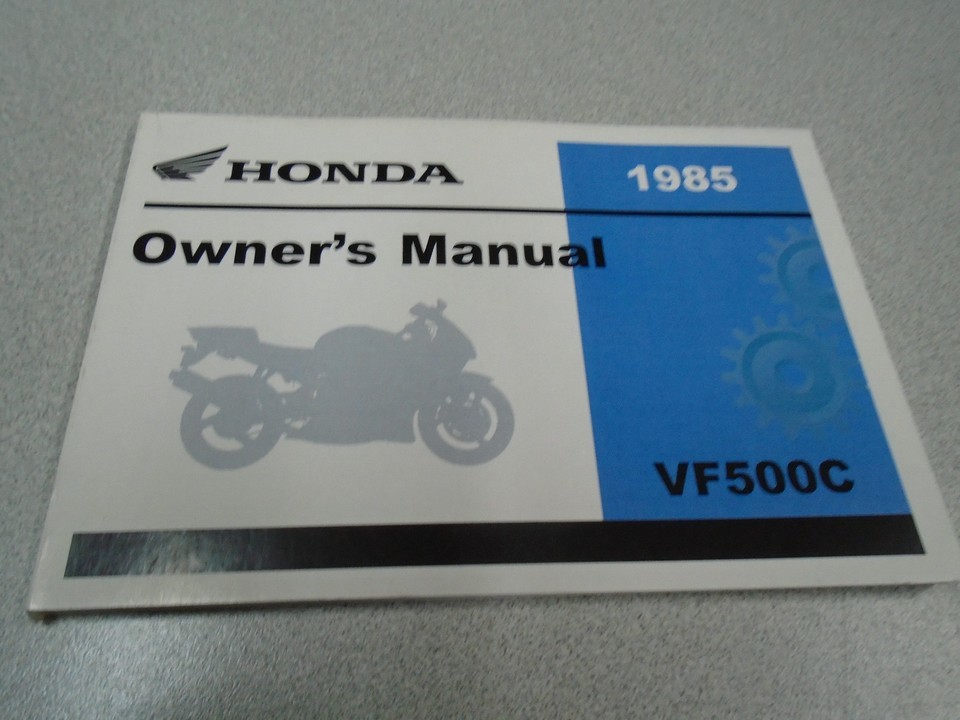 HONDA
1985
Owner's Manual
VF500C